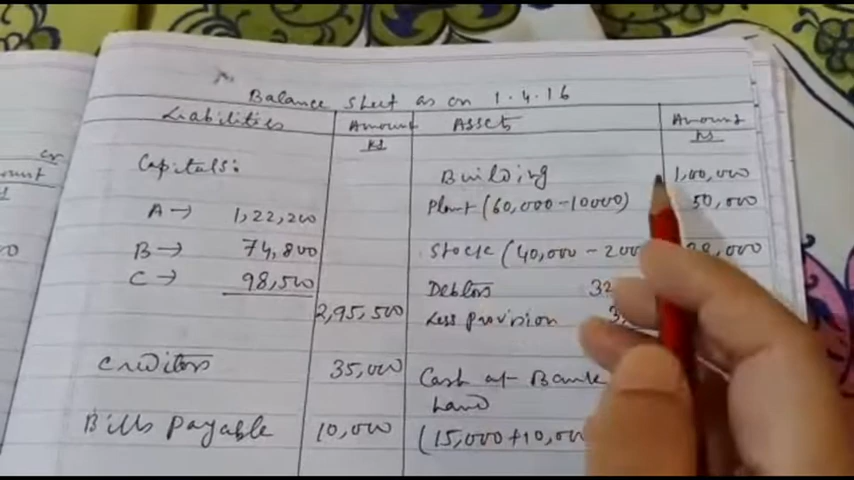 Balance Sheet as on 1.4.16
Liabilities Amount Rs Assets Amount Rs
Capitals:
Building 1,00,000
A → 1,22,200
Plant (60,000-10000) 50,000
B → 74,800
Stock (40,000 - 200
C → 98,500
Debtors 32
2,95,500
Less provision
Creditors 35,000
Cash at Bank
Land
Bills Payable 10,000
(15,000+10,00